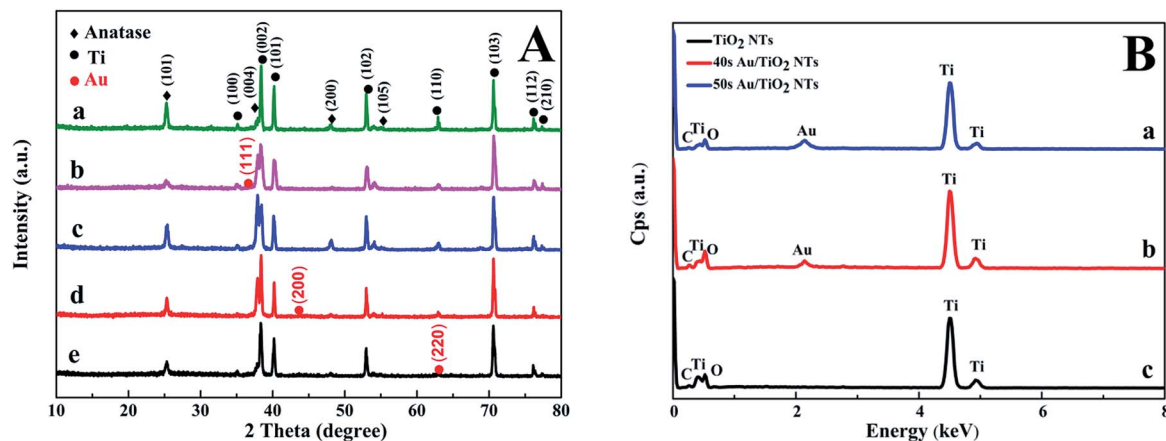 A
Anatase
Ti
Au
(101)
(100)
(004)
(002)
(101)
(200)
(102)
(105)
(110)
(103)
(112)
(210)
a
b
(111)
c
d
(200)
e
(220)
Intensity (a.u.)
10 20 30 40 50 60 70 80
2 Theta (degree)
B
TiO2 NTs
40s Au/TiO2 NTs
50s Au/TiO2 NTs
C Ti O Au Ti Ti a
C Ti O Au Ti Ti b
C Ti O Ti Ti c
Cps (a.u.)
0 2 4 6 8
Energy (keV)